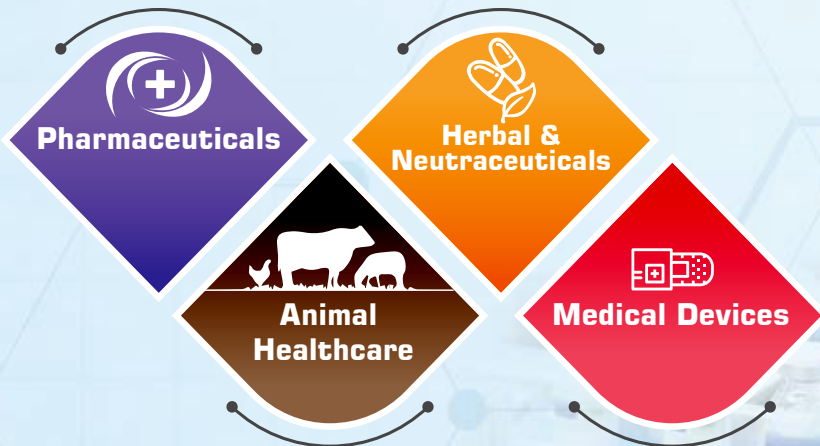 Pharmaceuticals
Herbal &
Neutraceuticals
Animal
Healthcare
Medical Devices